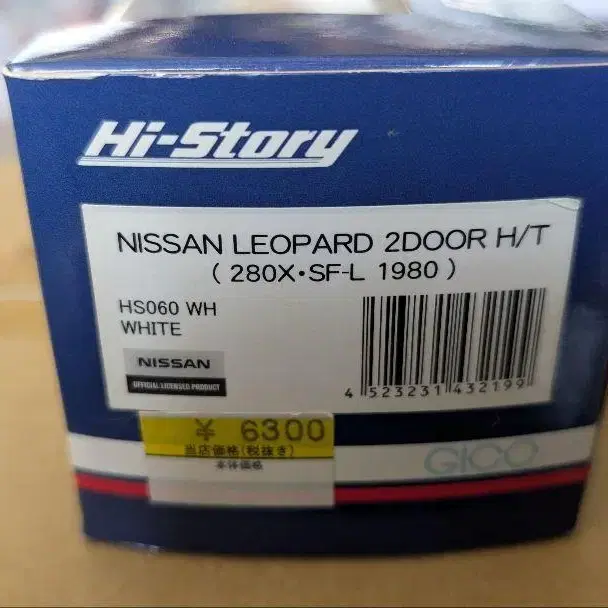 Hi-Story
NISSAN LEOPARD 2DOOR H/T
( 280X・SF-L 1980 )
HS060 WH
WHITE
NISSAN
OFFICIAL LICENSED PRODUCT
4 523231 432199
¥ 6300
当店価格(税抜き)
本体価格
GICO